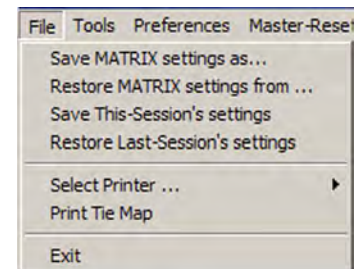 File Tools Preferences Master-Reset
Save MATRIX settings as...
Restore MATRIX settings from ...
Save This-Session's settings
Restore Last-Session's settings
Select Printer ...
Print Tie Map
Exit